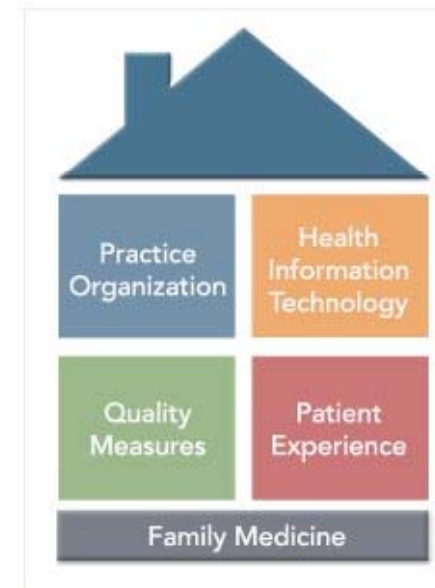 Practice
Organization
Health
Information
Technology
Quality
Measures
Patient
Experience
Family Medicine